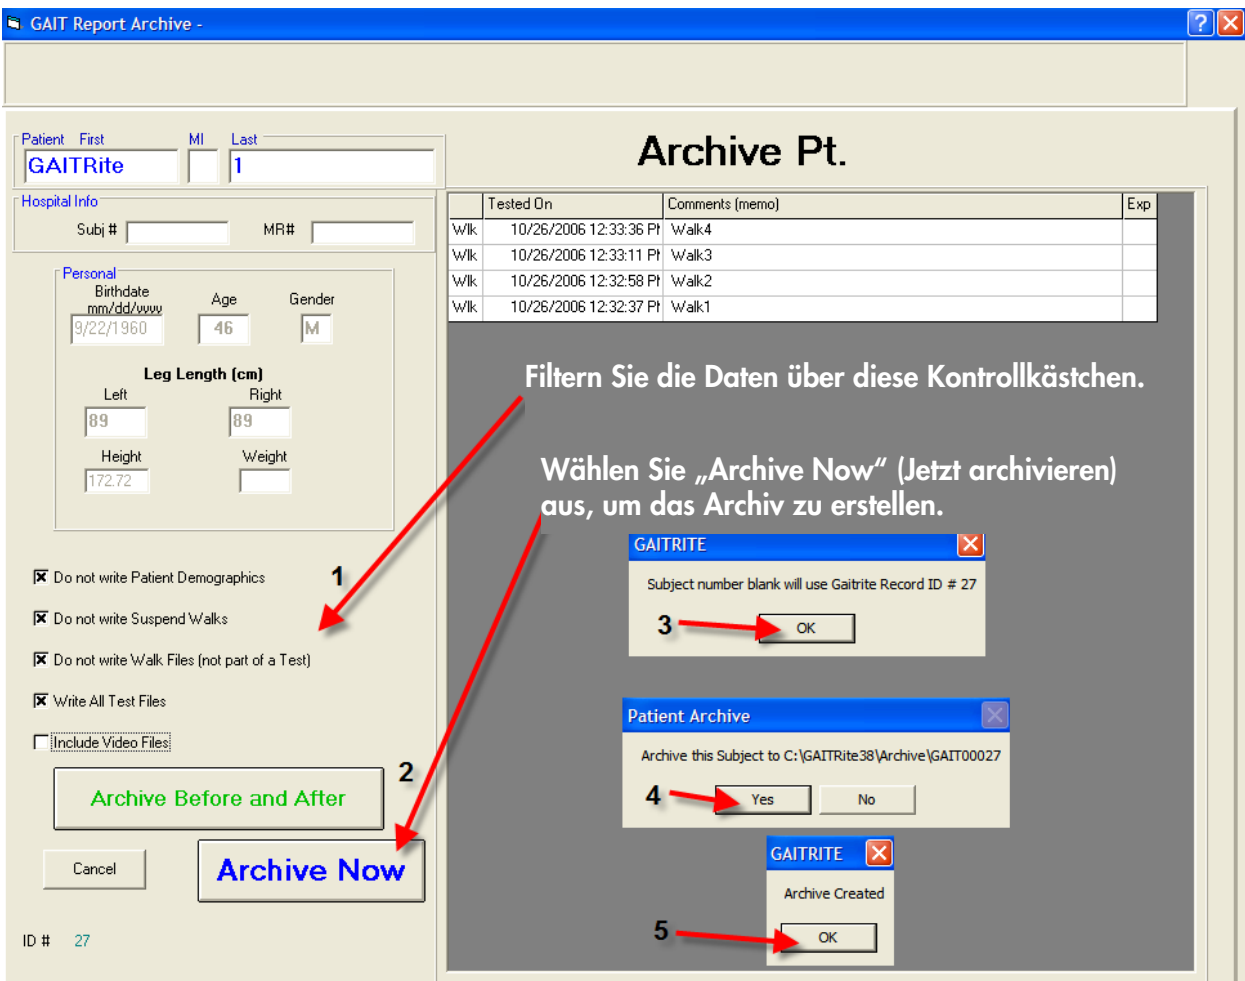 GAIT Report Archive -
Patient First MI Last
GAITRite 1
Archive Pt.
Hospital Info
Subj # MR#
Tested On Comments (memo) Exp
Wlk 10/26/2006 12:33:36 PM Walk4
Wlk 10/26/2006 12:33:11 PM Walk3
Wlk 10/26/2006 12:32:58 PM Walk2
Wlk 10/26/2006 12:32:37 PM Walk1
Personal
Birthdate
mm/dd/yyyy
Age Gender
9/22/1960 46 M
Leg Length (cm)
Left Right
89 89
Height Weight
172.72
Filtern Sie die Daten über diese Kontrollkästchen.
Wählen Sie „Archive Now“ (Jetzt archivieren)
aus, um das Archiv zu erstellen.
1
Do not write Patient Demographics
Do not write Suspend Walks
Do not write Walk Files (not part of a Test)
Write All Test Files
Include Video Files
2
Archive Before and After
Cancel
Archive Now
ID # 27
GAITRITE
Subject number blank will use Gaitrite Record ID # 27
3
OK
Patient Archive
Archive this Subject to C:\GAITRite38\Archive\GAIT00027
4
Yes No
GAITRITE
Archive Created
5
OK